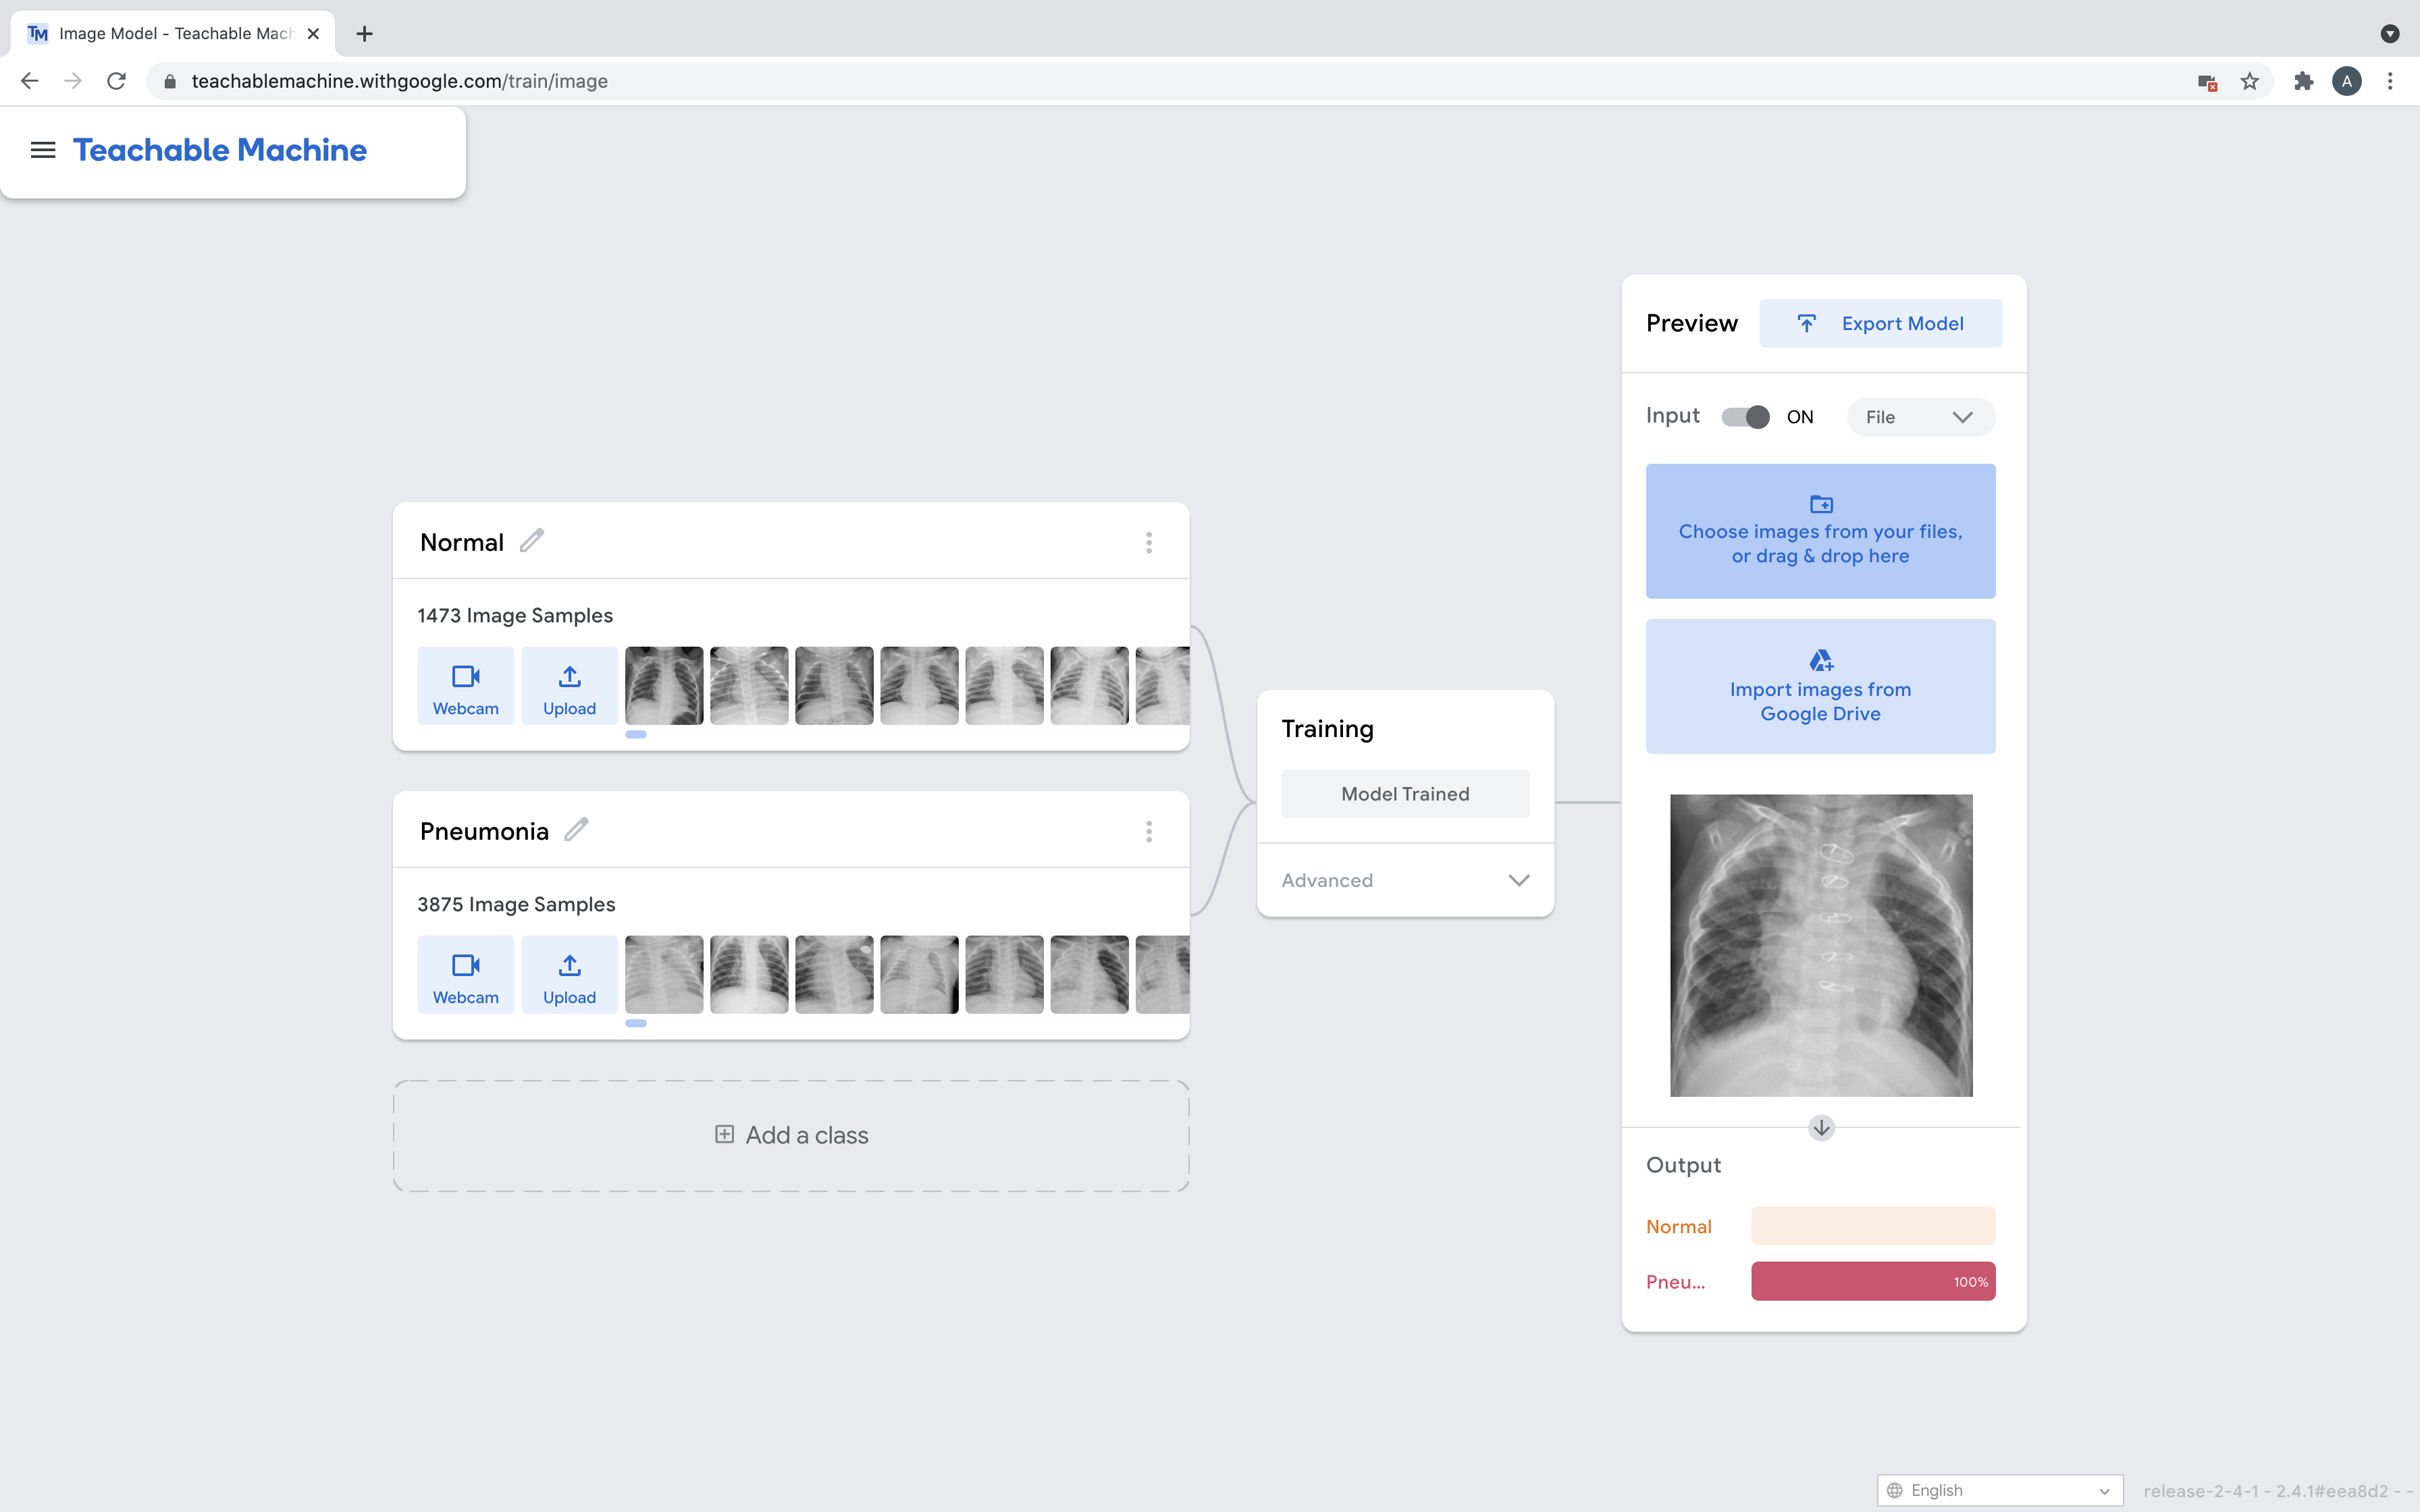 Image Model - Teachable Mach
teachablemachine.withgoogle.com/train/image
A
Teachable Machine
Preview
Export Model
Input
ON
File
Choose images from your files,
or drag & drop here
Import images from
Google Drive
Normal
1473 Image Samples
Webcam
Upload
Pneumonia
3875 Image Samples
Webcam
Upload
Add a class
Training
Model Trained
Advanced
Output
Normal
Pneu...
100%
English
release-2-4-1 - 2.4.1#eea8d2 - -